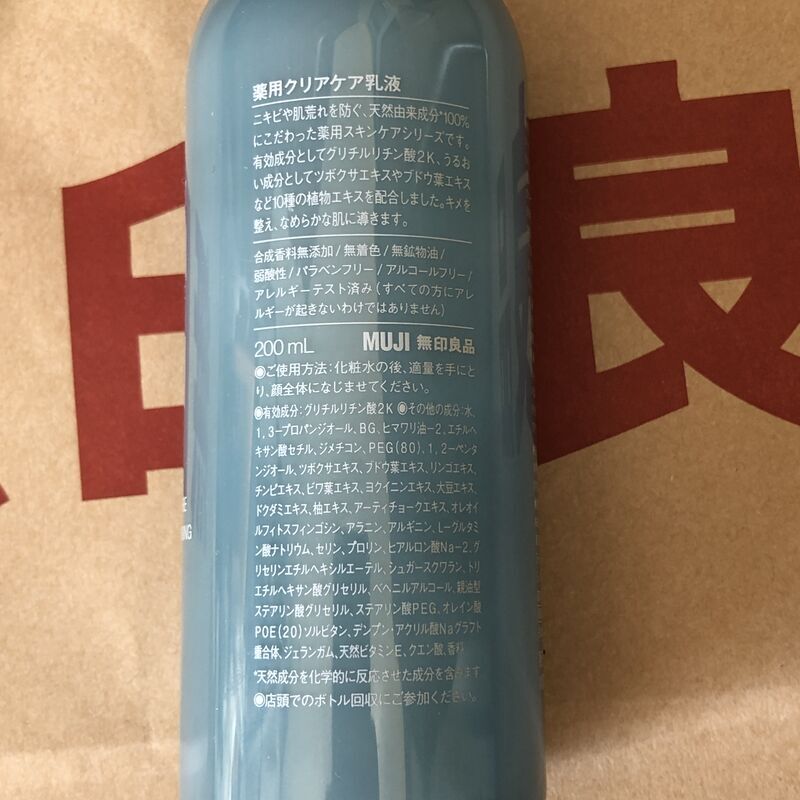 薬用クリアケア乳液
ニキビや肌荒れを防ぐ、天然由来成分*100%
にこだわった薬用スキンケアシリーズです。
有効成分としてグリチルリチン酸2K、うるお
い成分としてツボクサエキスやブドウ葉エキス
など10種の植物エキスを配合しました。キメを
整え、なめらかな肌に導きます。
合成香料無添加/無着色/無鉱物油/
弱酸性/パラベンフリー/アルコールフリー/
アレルギーテスト済み(すべての方にアレ
ルギーが起きないわけではありません)
200 mL MUJI 無印良品
◉ご使用方法:化粧水の後、適量を手にと
り、顔全体になじませてください。
◉有効成分:グリチルリチン酸2K ◉その他の成分:水、
1,3-プロパンジオール、BG、ヒマワリ油-2、エチルヘ
キサン酸セチル、ジメチコン、PEG(80)、1,2-ペンタ
ンジオール、ツボクサエキス、ブドウ葉エキス、リンゴエキス、
チンピエキス、ビワ葉エキス、ヨクイニンエキス、大豆エキス、
ドクダミエキス、柚エキス、アーティチョークエキス、オレオイ
ルフィトスフィンゴシン、アラニン、アルギニン、L-グルタミ
ン酸ナトリウム、セリン、プロリン、ヒアルロン酸Na-2、グ
リセリンエチルヘキシルエーテル、シュガースクワラン、トリ
エチルヘキサン酸グリセリル、ベヘニルアルコール、親油型
ステアリン酸グリセリル、ステアリン酸PEG、オレイン酸
POE(20)ソルビタン、デンプン・アクリル酸Naグラフト
重合体、ジェランガム、天然ビタミンE、クエン酸、香料
*天然成分を化学的に反応させた成分を含みます
◉店頭でのボトル回収にご参加ください。
印良